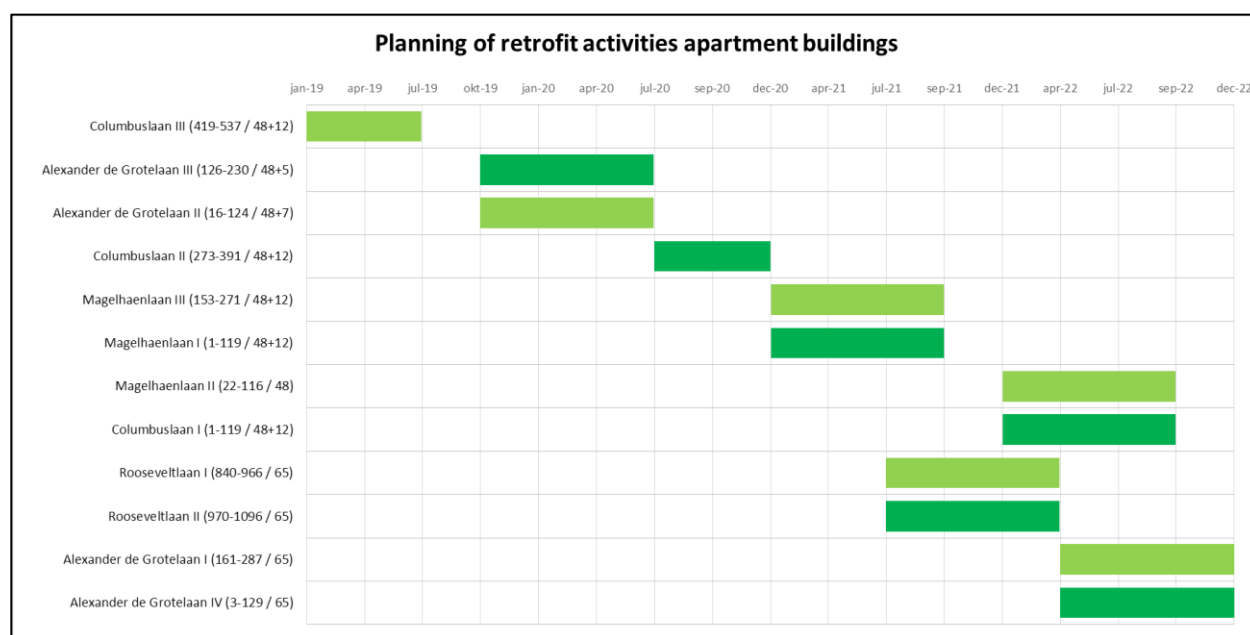 Planning of retrofit activities apartment buildings
jan-19 apr-19 jul-19 okt-19 jan-20 apr-20 jul-20 sep-20 dec-20 apr-21 jul-21 sep-21 dec-21 apr-22 jul-22 sep-22 dec-22
Columbuslaan III (419-537 / 48+12)
Alexander de Grotelaan III (126-230 / 48+5)
Alexander de Grotelaan II (16-124 / 48+7)
Columbuslaan II (273-391 / 48+12)
Magelhaenlaan III (153-271 / 48+12)
Magelhaenlaan I (1-119 / 48+12)
Magelhaenlaan II (22-116 / 48)
Columbuslaan I (1-119 / 48+12)
Rooseveltlaan I (840-966 / 65)
Rooseveltlaan II (970-1096 / 65)
Alexander de Grotelaan I (161-287 / 65)
Alexander de Grotelaan IV (3-129 / 65)